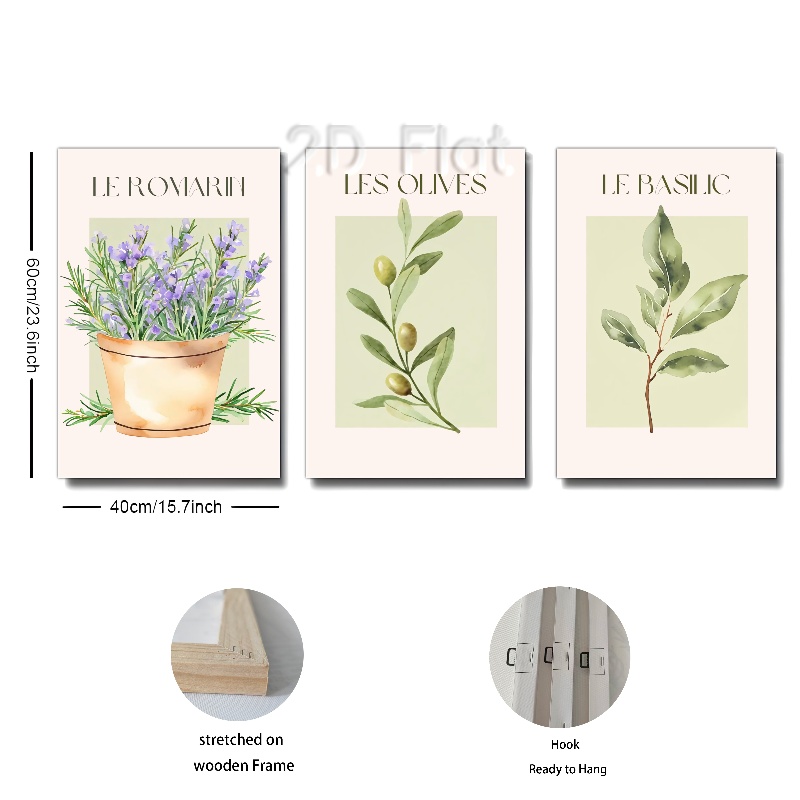 2D Flat
LE ROMARIN
LES OLIVES
LE BASILIC
60cm/23.6inch
40cm/15.7inch
stretched on
wooden Frame
Hook
Ready to Hang